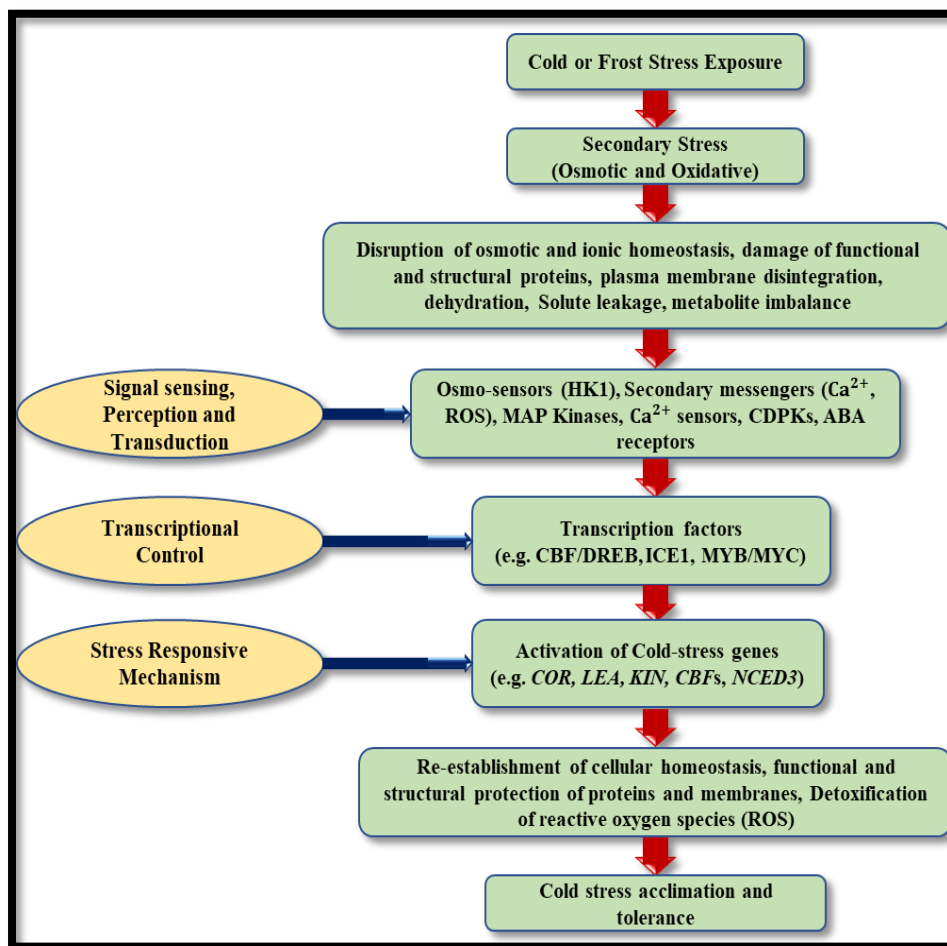 Cold or Frost Stress Exposure
Secondary Stress
(Osmotic and Oxidative)
Disruption of osmotic and ionic homeostasis, damage of functional
and structural proteins, plasma membrane disintegration,
dehydration, Solute leakage, metabolite imbalance
Signal sensing,
Perception and
Transduction
Osmo-sensors (HK1), Secondary messengers (Ca²⁺,
ROS), MAP Kinases, Ca²⁺ sensors, CDPKs, ABA
receptors
Transcriptional
Control
Transcription factors
(e.g. CBF/DREB,ICE1, MYB/MYC)
Stress Responsive
Mechanism
Activation of Cold-stress genes
(e.g. COR, LEA, KIN, CBFs, NCED3)
Re-establishment of cellular homeostasis, functional and
structural protection of proteins and membranes, Detoxification
of reactive oxygen species (ROS)
Cold stress acclimation and
tolerance